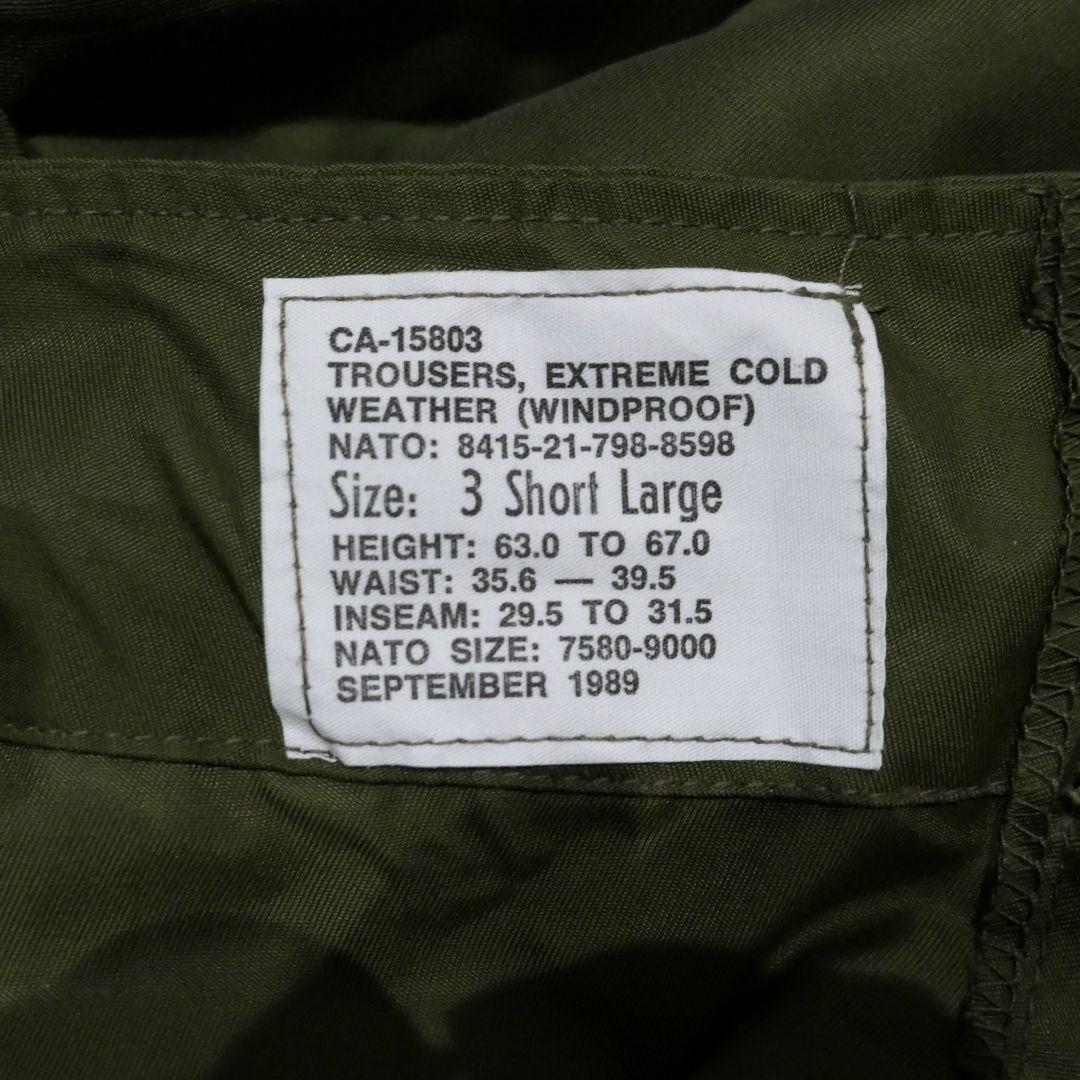 CA-15803
TROUSERS, EXTREME COLD
WEATHER (WINDPROOF)
NATO: 8415-21-798-8598
Size: 3 Short Large
HEIGHT: 63.0 TO 67.0
WAIST: 35.6 — 39.5
INSEAM: 29.5 TO 31.5
NATO SIZE: 7580-9000
SEPTEMBER 1989